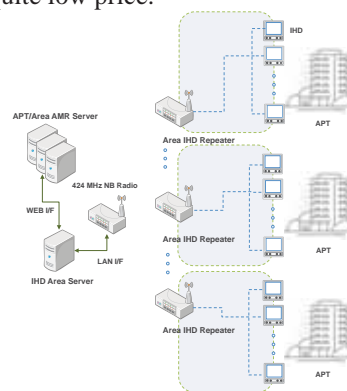 quite low price.
IHD
APT/Area AMR Server
APT
Area IHD Repeater
424 MHz NB Radio
WEB I/F
LAN I/F
IHD Area Server
Area IHD Repeater
APT
Area IHD Repeater
APT